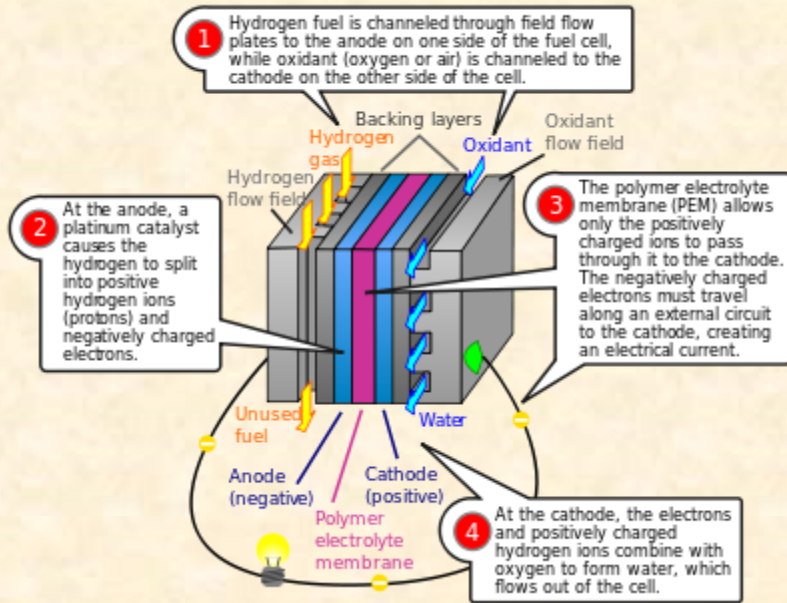 1
Hydrogen fuel is channeled through field flow
plates to the anode on one side of the fuel cell,
while oxidant (oxygen or air) is channeled to the
cathode on the other side of the cell.
Backing layers
Oxidant
flow field
Hydrogen
gas
Oxidant
Hydrogen
flow field
2
At the anode, a
platinum catalyst
causes the
hydrogen to split
into positive
hydrogen ions
(protons) and
negatively charged
electrons.
3
The polymer electrolyte
membrane (PEM) allows
only the positively
charged ions to pass
through it to the cathode.
The negatively charged
electrons must travel
along an external circuit
to the cathode, creating
an electrical current.
Unused
fuel
Water
Anode
(negative)
Cathode
(positive)
Polymer
electrolyte
membrane
4
At the cathode, the electrons
and positively charged
hydrogen ions combine with
oxygen to form water, which
flows out of the cell.